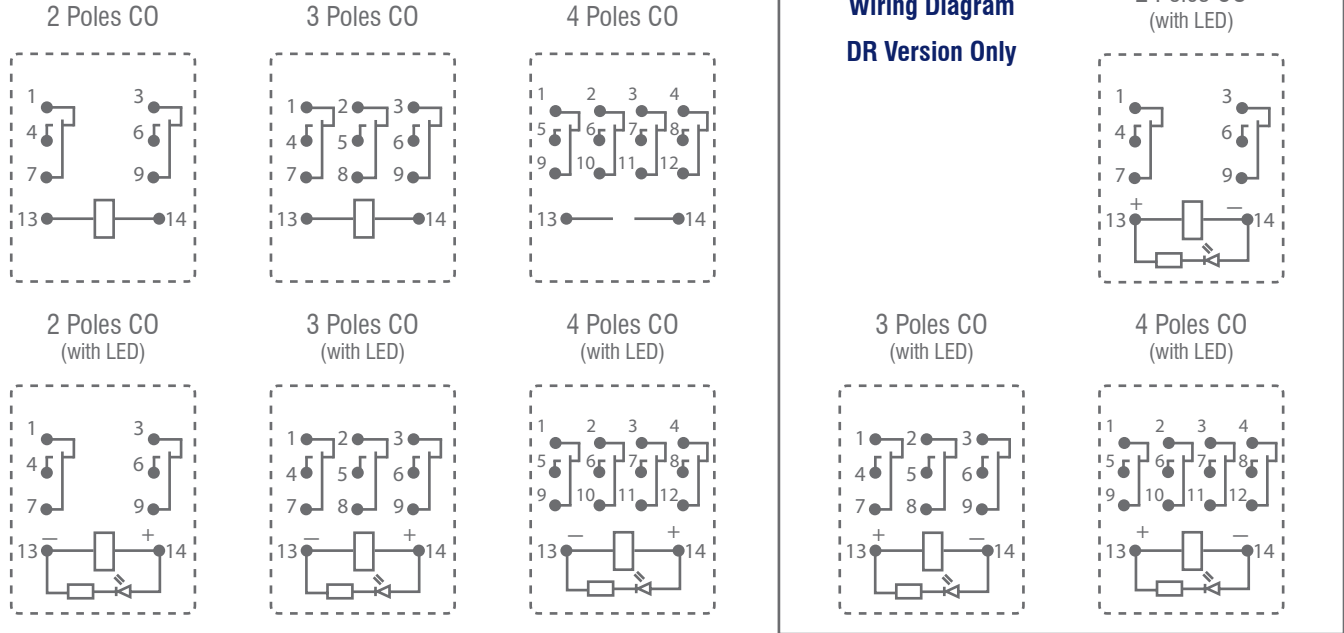 2 Poles CO
1 3
4 6
7 9
13 14
3 Poles CO
1 2 3
4 5 6
7 8 9
13 14
4 Poles CO
1 2 3 4
5 6 7 8
9 10 11 12
13 14
2 Poles CO
(with LED)
1 3
4 6
7 9
− +
13 14
3 Poles CO
(with LED)
1 2 3
4 5 6
7 8 9
− +
13 14
4 Poles CO
(with LED)
1 2 3 4
5 6 7 8
9 10 11 12
− +
13 14
Wiring Diagram
DR Version Only
2 Poles CO
(with LED)
1 3
4 6
7 9
+ −
13 14
3 Poles CO
(with LED)
1 2 3
4 5 6
7 8 9
+ −
13 14
4 Poles CO
(with LED)
1 2 3 4
5 6 7 8
9 10 11 12
+ −
13 14